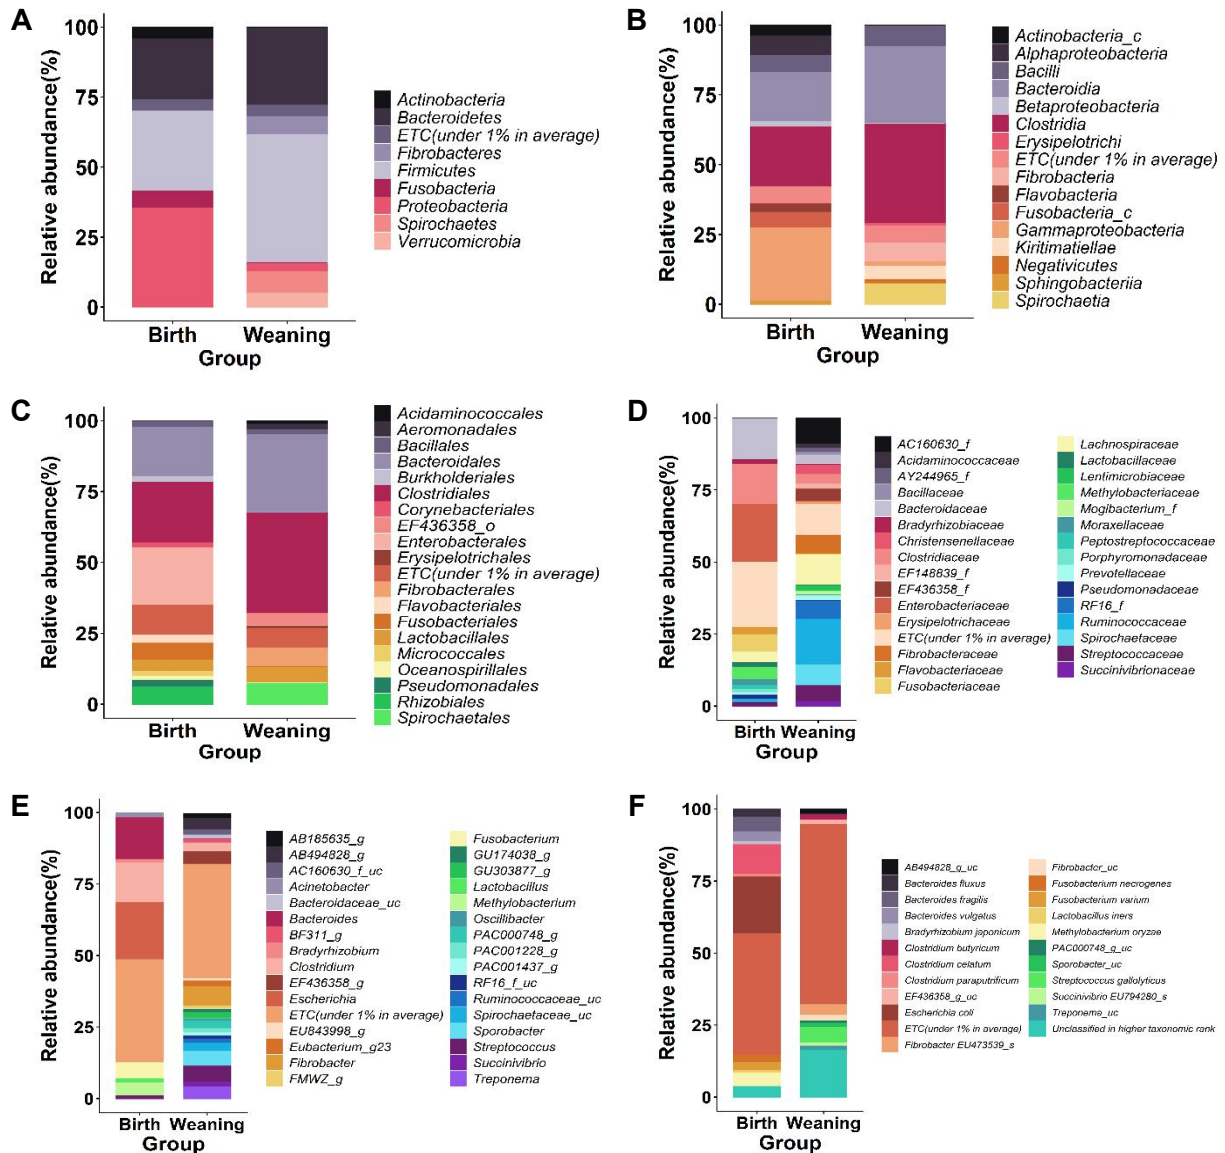 A
Relative abundance(%)
100
75
50
25
0
Birth
Weaning
Group
Actinobacteria
Bacteroidetes
ETC(under 1% in average)
Fibrobacteres
Firmicutes
Fusobacteria
Proteobacteria
Spirochaetes
Verrucomicrobia
B
Relative abundance(%)
100
75
50
25
0
Birth
Weaning
Group
Actinobacteria_c
Alphaproteobacteria
Bacilli
Bacteroidia
Betaproteobacteria
Clostridia
Erysipelotrichi
ETC(under 1% in average)
Fibrobacteria
Flavobacteria
Fusobacteria_c
Gammaproteobacteria
Kiritimatiellae
Negativicutes
Sphingobacteriia
Spirochaetia
C
Relative abundance(%)
100
75
50
25
0
Birth
Weaning
Group
Acidaminococcales
Aeromonadales
Bacillales
Bacteroidales
Burkholderiales
Clostridiales
Corynebacteriales
EF436358_o
Enterobacterales
Erysipelotrichales
ETC(under 1% in average)
Fibrobacterales
Flavobacteriales
Fusobacteriales
Lactobacillales
Micrococcales
Oceanospirillales
Pseudomonadales
Rhizobiales
Spirochaetales
D
Relative abundance(%)
100
75
50
25
0
Birth Weaning
Group
AC160630_f
Acidaminococcaceae
AY244965_f
Bacillaceae
Bacteroidaceae
Bradyrhizobiaceae
Christensenellaceae
Clostridiaceae
EF148839_f
EF436358_f
Enterobacteriaceae
Erysipelotrichaceae
ETC(under 1% in average)
Fibrobacteraceae
Flavobacteriaceae
Fusobacteriaceae
Lachnospiraceae
Lactobacillaceae
Lentimicrobiaceae
Methylobacteriaceae
Mogibacterium_f
Moraxellaceae
Peptostreptococcaceae
Porphyromonadaceae
Prevotellaceae
Pseudomonadaceae
RF16_f
Ruminococcaceae
Spirochaetaceae
Streptococcaceae
Succinivibrionaceae
E
Relative abundance(%)
100
75
50
25
0
Birth Weaning
Group
AB185635_g
AB494828_g
AC160630_f_uc
Acinetobacter
Bacteroidaceae_uc
Bacteroides
BF311_g
Bradyrhizobium
Clostridium
EF436358_g
Escherichia
ETC(under 1% in average)
EU843998_g
Eubacterium_g23
Fibrobacter
FMWZ_g
Fusobacterium
GU174038_g
GU303877_g
Lactobacillus
Methylobacterium
Oscillibacter
PAC000748_g
PAC001228_g
PAC001437_g
RF16_f_uc
Ruminococcaceae_uc
Spirochaetaceae_uc
Sporobacter
Streptococcus
Succinivibrio
Treponema
F
Relative abundance(%)
100
75
50
25
0
Birth Weaning
Group
AB494828_g_uc
Bacteroides fluxus
Bacteroides fragilis
Bacteroides vulgatus
Bradyrhizobium japonicum
Clostridium butyricum
Clostridium celatum
Clostridium paraputrificum
EF436358_g_uc
Escherichia coli
ETC(under 1% in average)
Fibrobacter EU473539_s
Fibrobacter_uc
Fusobacterium necrogenes
Fusobacterium varium
Lactobacillus iners
Methylobacterium oryzae
PAC000748_g_uc
Sporobacter_uc
Streptococcus gallolyticus
Succinivibrio EU794280_s
Treponema_uc
Unclassified in higher taxonomic rank